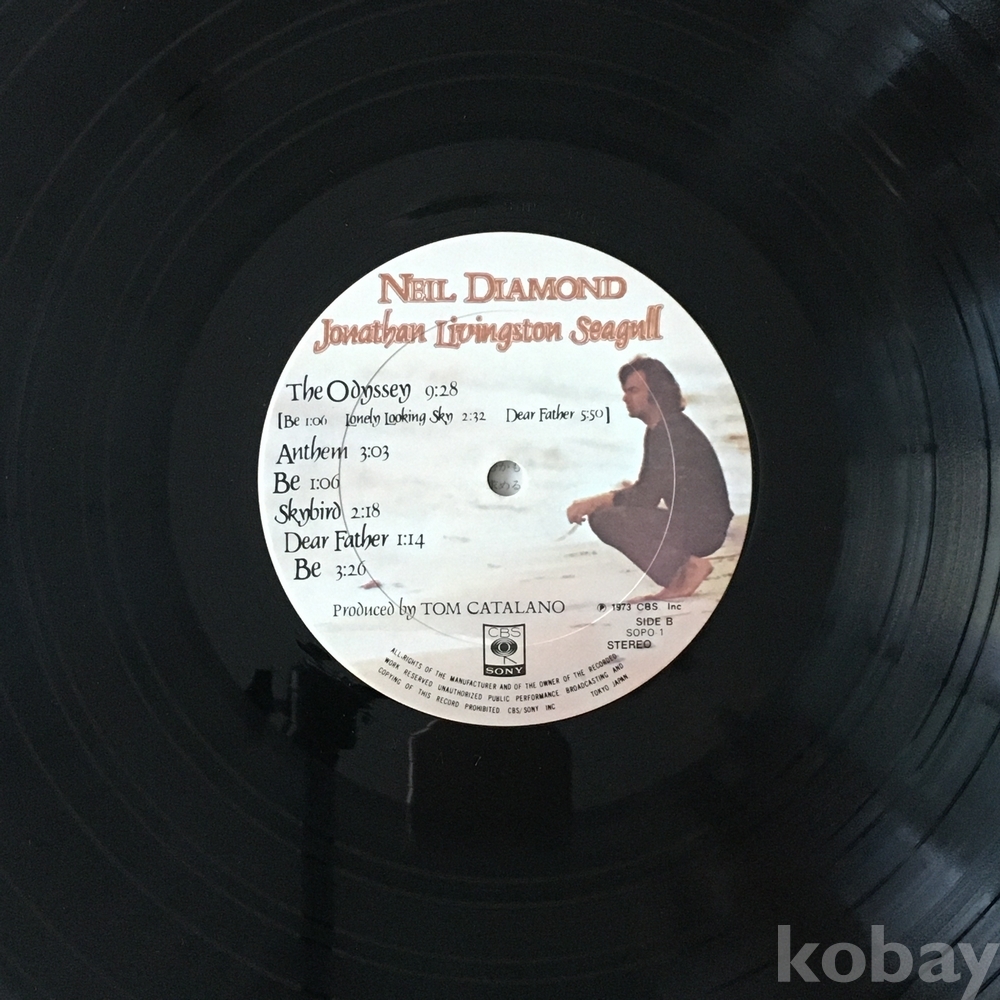 NEIL DIAMOND
Jonathan Livingston Seagull
The Odyssey 9:28
[Be 1:06 Lonely Looking Sky 2:32 Dear Father 5:50]
Anthem 3:03
Be 1:06
Skybird 2:18
Dear Father 1:14
Be 3:26
Produced by TOM CATALANO
℗ 1973 CBS Inc
SIDE B
SOPO 1
STEREO
CBS
SONY
ALL-RIGHTS OF THE MANUFACTURER AND OF THE OWNER OF THE RECORDED
WORK RESERVED UNAUTHORIZED PUBLIC PERFORMANCE BROADCASTING AND
COPYING OF THIS RECORD PROHIBITED. CBS/SONY INC TOKYO JAPAN
kobay